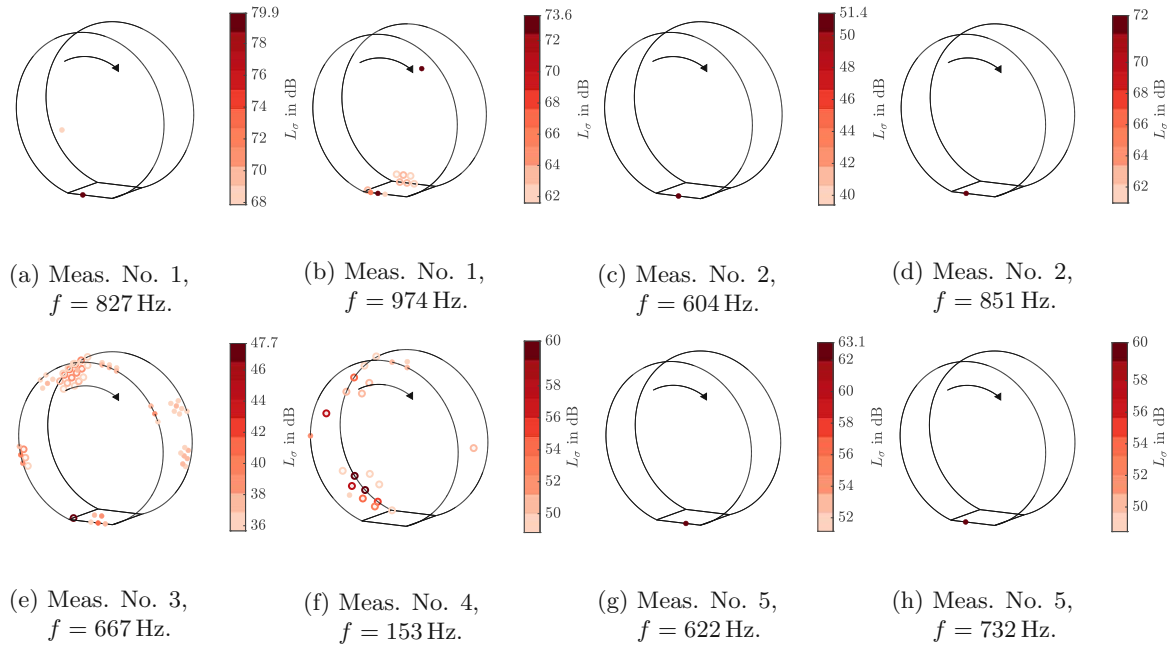 79.9
78
76
74
72
70
68
L_σ in dB
73.6
72
70
68
66
64
62
L_σ in dB
51.4
50
48
46
44
42
40
L_σ in dB
72
70
68
66
64
62
L_σ in dB
(a) Meas. No. 1,
f = 827 Hz.
(b) Meas. No. 1,
f = 974 Hz.
(c) Meas. No. 2,
f = 604 Hz.
(d) Meas. No. 2,
f = 851 Hz.
47.7
46
44
42
40
38
36
L_σ in dB
60
58
56
54
52
50
L_σ in dB
63.1
62
60
58
56
54
52
L_σ in dB
60
58
56
54
52
50
L_σ in dB
(e) Meas. No. 3,
f = 667 Hz.
(f) Meas. No. 4,
f = 153 Hz.
(g) Meas. No. 5,
f = 622 Hz.
(h) Meas. No. 5,
f = 732 Hz.